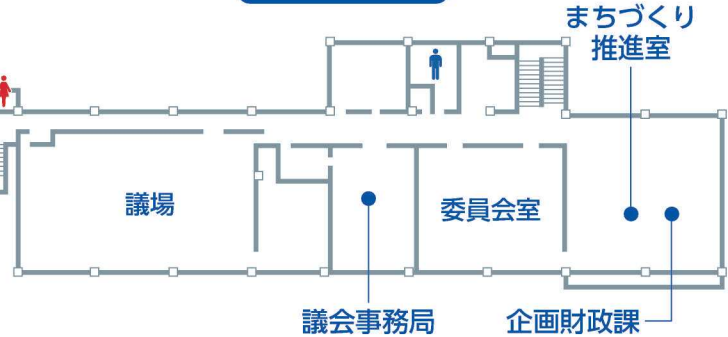 まちづくり
推進室
議場
委員会室
議会事務局
企画財政課